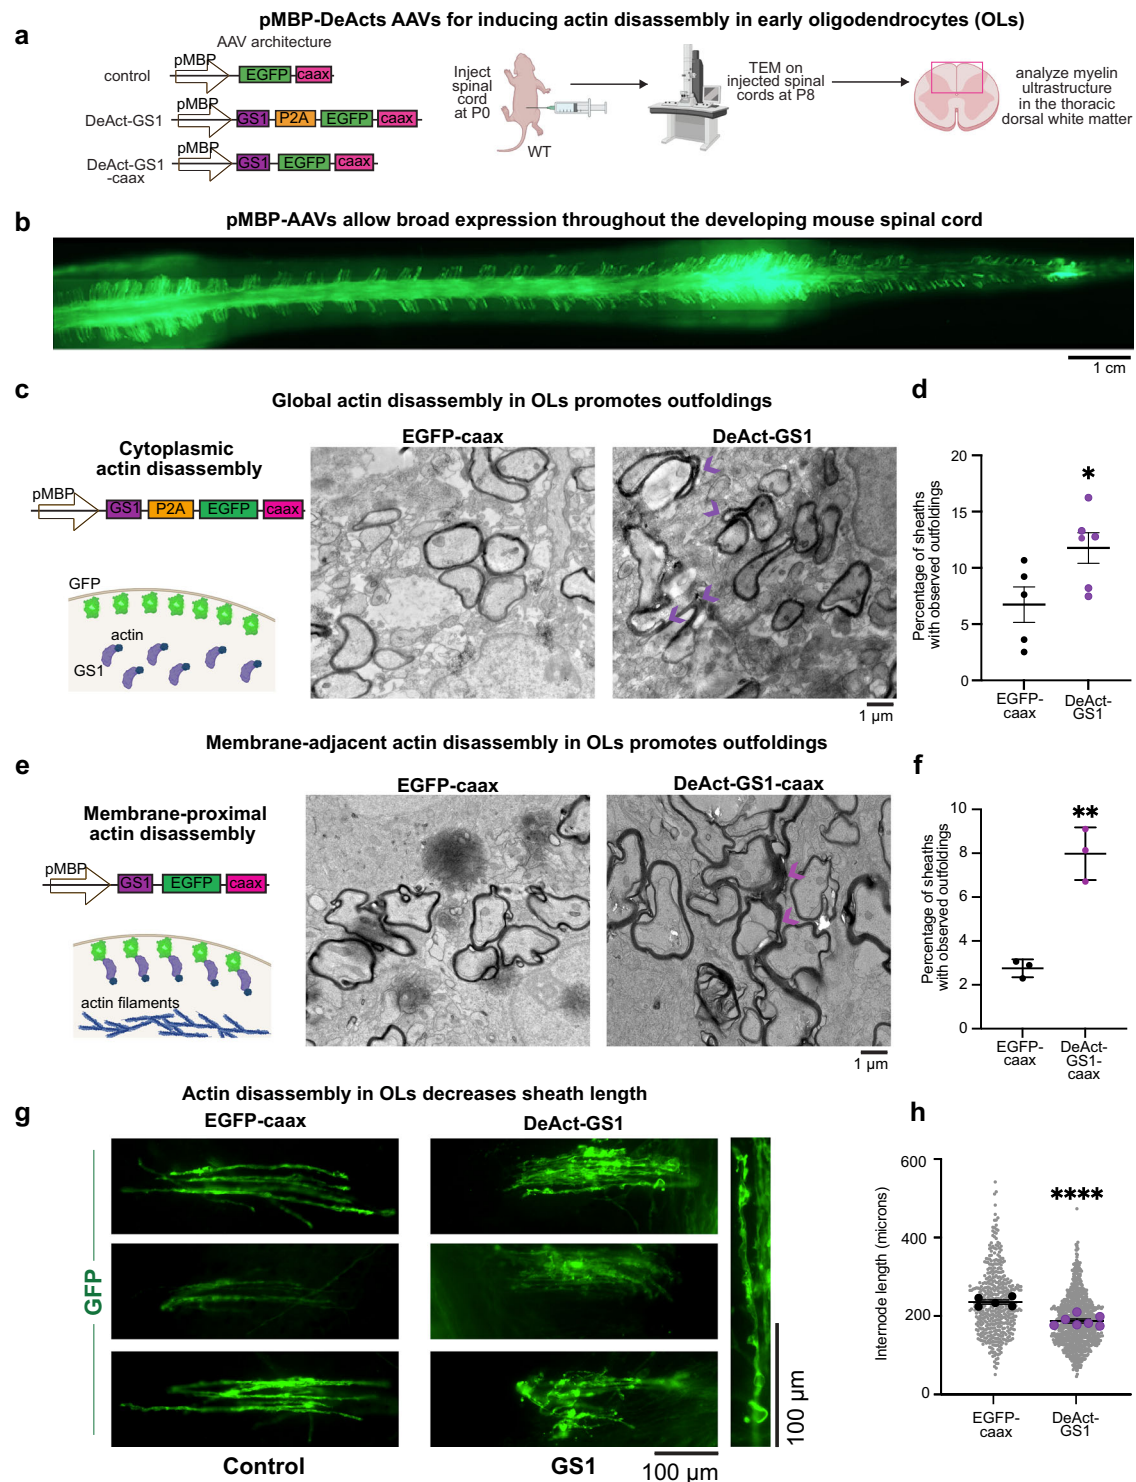 a
pMBP-DeActs AAVs for inducing actin disassembly in early oligodendrocytes (OLs)
AAV architecture
control
pMBP
EGFP
caax
DeAct-GS1
pMBP
GS1
P2A
EGFP
caax
DeAct-GS1
-caax
pMBP
GS1
EGFP
caax
Inject
spinal
cord
at P0
WT
TEM on
injected spinal
cords at P8
analyze myelin
ultrastructure
in the thoracic
dorsal white matter
b
pMBP-AAVs allow broad expression throughout the developing mouse spinal cord
1 cm
c
Global actin disassembly in OLs promotes outfoldings
Cytoplasmic
actin disassembly
pMBP
GS1
P2A
EGFP
caax
GFP
actin
GS1
EGFP-caax
DeAct-GS1
1 µm
d
Percentage of sheaths
with observed outfoldings
20
15
10
5
0
*
EGFP-
caax
DeAct-
GS1
e
Membrane-adjacent actin disassembly in OLs promotes outfoldings
Membrane-proximal
actin disassembly
pMBP
GS1
EGFP
caax
actin filaments
EGFP-caax
DeAct-GS1-caax
1 µm
f
Percentage of sheaths
with observed outfoldings
10
8
6
4
2
0
**
EGFP-
caax
DeAct-
GS1-
caax
g
Actin disassembly in OLs decreases sheath length
EGFP-caax
DeAct-GS1
GFP
Control
GS1
100 µm
100 µm
h
Internode length (microns)
600
400
200
0
****
EGFP-
caax
DeAct-
GS1